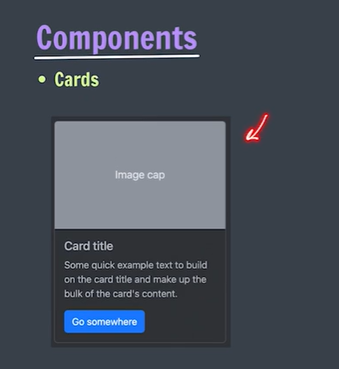 Components
• Cards
Image cap
Card title
Some quick example text to build
on the card title and make up the
bulk of the card's content.
Go somewhere